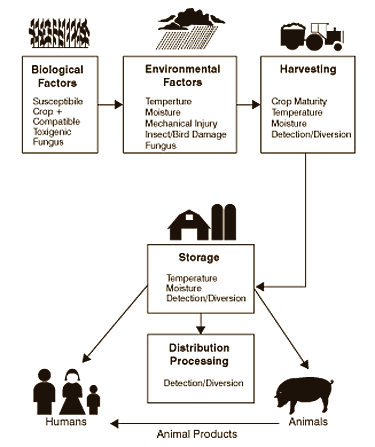 Biological
Factors
Susceptibile
Crop +
Compatible
Toxigenic
Fungus
Environmental
Factors
Temperture
Moisture
Mechanical Injury
Insect/Bird Damage
Fungus
Harvesting
Crop Maturity
Temperature
Moisture
Detection/Diversion
Storage
Temperature
Moisture
Detection/Diversion
Distribution
Processing
Detection/Diversion
Humans
Animals
Animal Products